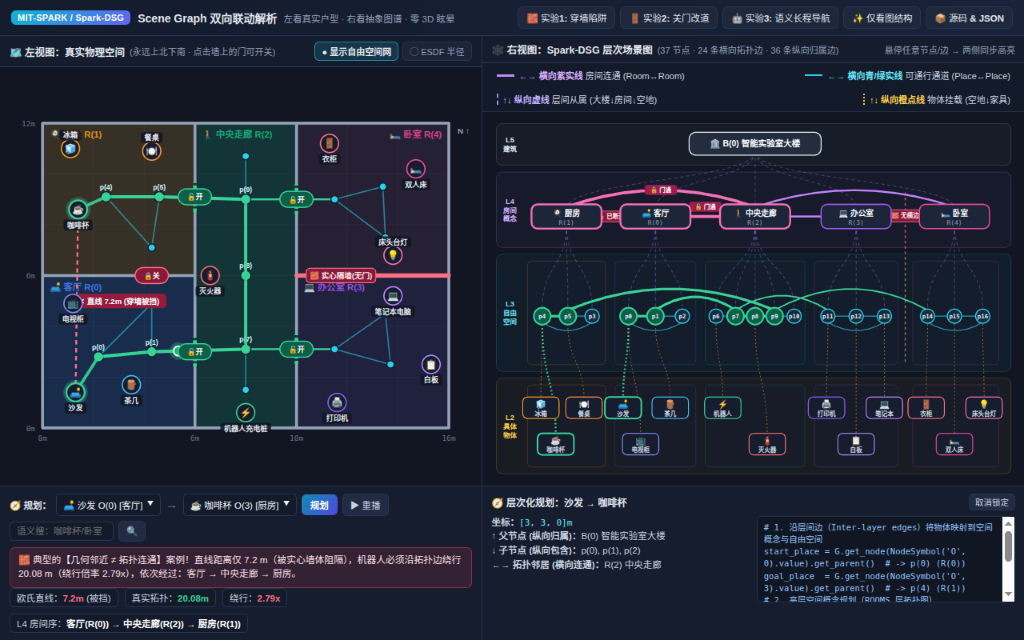 MIT-SPARK / Spark-DSG
Scene Graph 双向联动解析
左看真实户型 · 右看抽象图谱 · 零 3D 眩晕
🧱 实验1: 穿墙陷阱
🚪 实验2: 关门改道
🤖 实验3: 语义长程导航
✨ 仅看图结构
📦 源码 & JSON
🗺️ 左视图：真实物理空间 (永远上北下南 · 点击墙上的门可开关)
● 显示自由空间网
◯ ESDF 半径
12m
N ↑
冰箱 R(1)
餐桌
中央走廊 R(2)
卧室 R(4)
衣柜
双人床
p(4)
p(5)
p(9)
🔓开
🔓开
咖啡杯
床头台灯
0m
🔒关
p(8)
🧱 实心隔墙(无门)
客厅 R(0)
灭火器
办公室 R(3)
直线 7.2m (穿墙被挡)
电视柜
笔记本电脑
p(0)
p(1)
p(7)
🔓开
🔓开
沙发
茶几
白板
打印机
机器人充电桩
0m
0m
6m
10m
16m
🧭 规划:
🛋️ 沙发 O(0) [客厅]
→
☕ 咖啡杯 O(3) [厨房]
规划
▶ 重播
语义搜: 咖啡杯/卧室
🔍
🧱 典型的【几何邻近 ≠ 拓扑连通】案例！直线距离仅 7.2 m（被实心墙体阻隔），机器人必须沿拓扑边绕行
20.08 m（绕行倍率 2.79x），依次经过：客厅 → 中央走廊 → 厨房。
欧氏直线: 7.2m (被挡)
真实拓扑: 20.08m
绕行: 2.79x
L4 房间序: 客厅(R(0)) → 中央走廊(R(2)) → 厨房(R(1))
🕸️ 右视图：Spark-DSG 层次场景图 (37 节点 · 24 条横向拓扑边 · 36 条纵向归属边)
悬停任意节点/边 → 两侧同步高亮
←→ 横向紫实线 房间连通 (Room↔Room)
←→ 横向青/绿实线 可通行通道 (Place↔Place)
↑↓ 纵向虚线 层间从属 (大楼↓房间↓空地)
↑↓ 纵向橙点线 物体挂载 (空地↓家具)
L5
建筑
🏛️ B(0) 智能实验室大楼
L4
房间
概念
🔓 门通
🍳 厨房
R(1)
已断
🛋️ 客厅
R(0)
🔓 门通
🚶 中央走廊
R(2)
💻 办公室
R(3)
🧱 无横边
🛏️ 卧室
R(4)
L3
自由
空间
p4
p5
p3
p0
p1
p2
p6
p7
p8
p9
p10
p11
p12
p13
p14
p15
p16
L2
具体
物体
冰箱
餐桌
沙发
茶几
机器人
打印机
笔记本
衣柜
床头台灯
咖啡杯
电视柜
灭火器
白板
双人床
🧭 层次化规划：沙发 → 咖啡杯
取消锁定
坐标: [3, 3, 0]m
↑ 父节点 (纵向归属): B(0) 智能实验室大楼
↓ 子节点 (纵向包含): p(0), p(1), p(2)
←→ 拓扑邻居 (横向连通): R(2) 中央走廊
# 1. 沿层间边（Inter-layer edges）将物体映射到空间
概念与自由空间
start_place = G.get_node(NodeSymbol('O',
0).value).get_parent()  # -> p(0) (R(0))
goal_place  = G.get_node(NodeSymbol('O',
3).value).get_parent()  # -> p(4) (R(1))